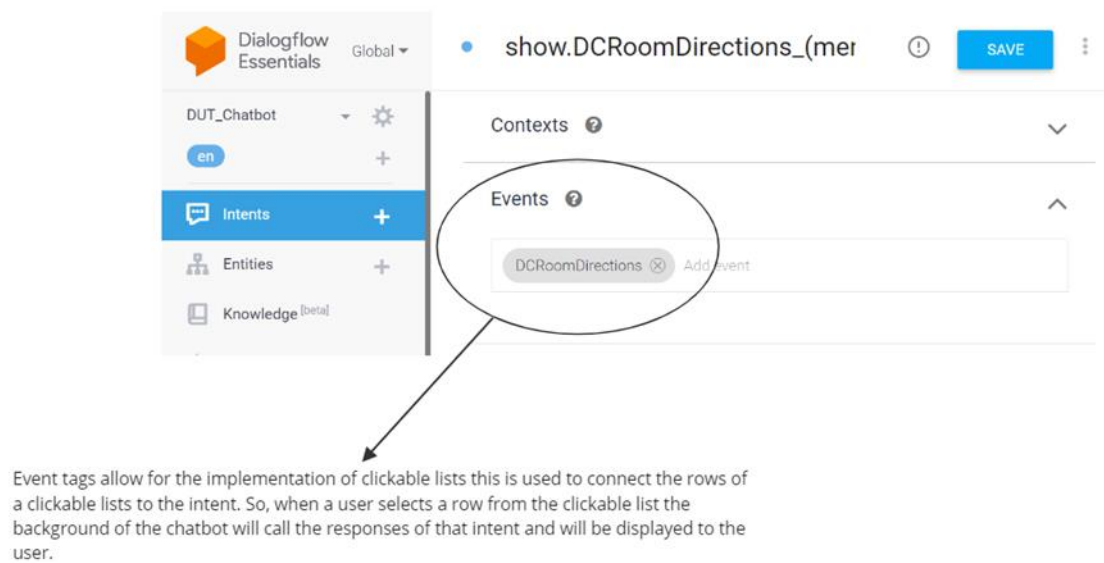 Dialogflow
Essentials
Global
show.DCRoomDirections_(mer
SAVE
DUT_Chatbot
en
Contexts
Events
Intents
Entities
DCRoomDirections
Add event
Knowledge [beta]
Event tags allow for the implementation of clickable lists this is used to connect the rows of
a clickable lists to the intent. So, when a user selects a row from the clickable list the
background of the chatbot will call the responses of that intent and will be displayed to the
user.